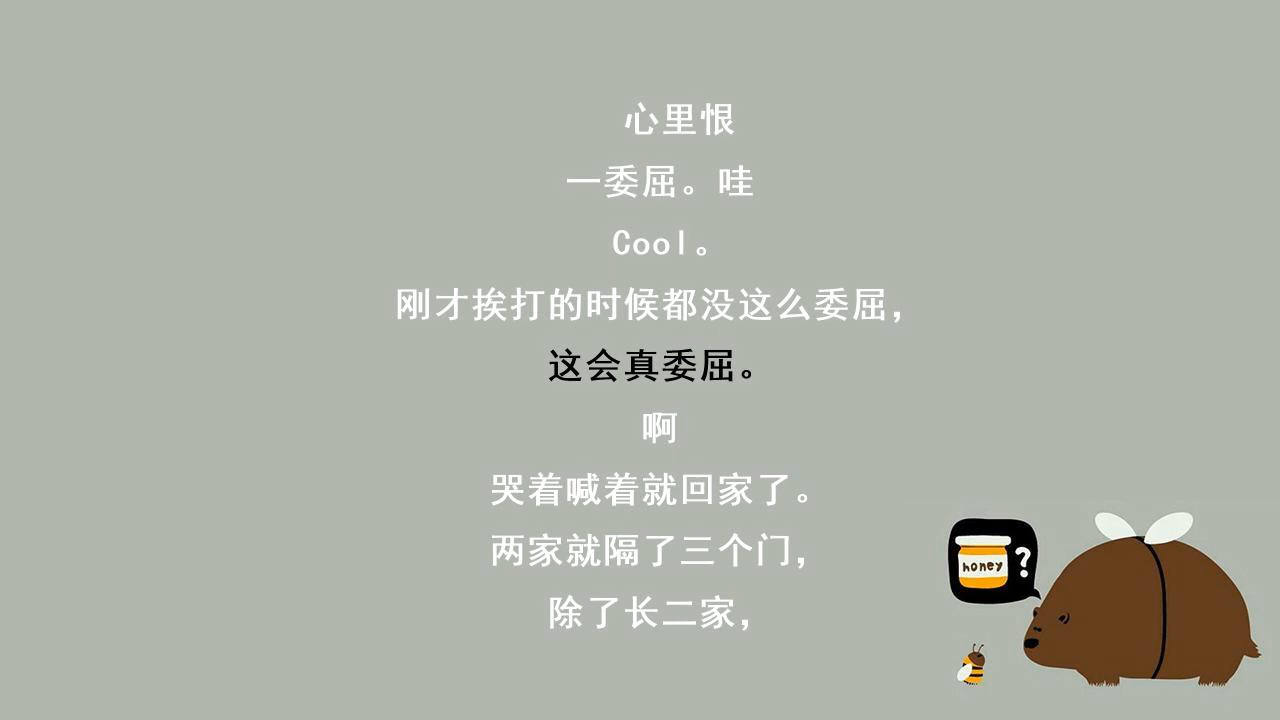 心里恨
一委屈。哇
Cool。
刚才挨打的时候都没这么委屈，
这会真委屈。
啊
哭着喊着就回家了。
两家就隔了三个门，
除了长二家，
honey
?